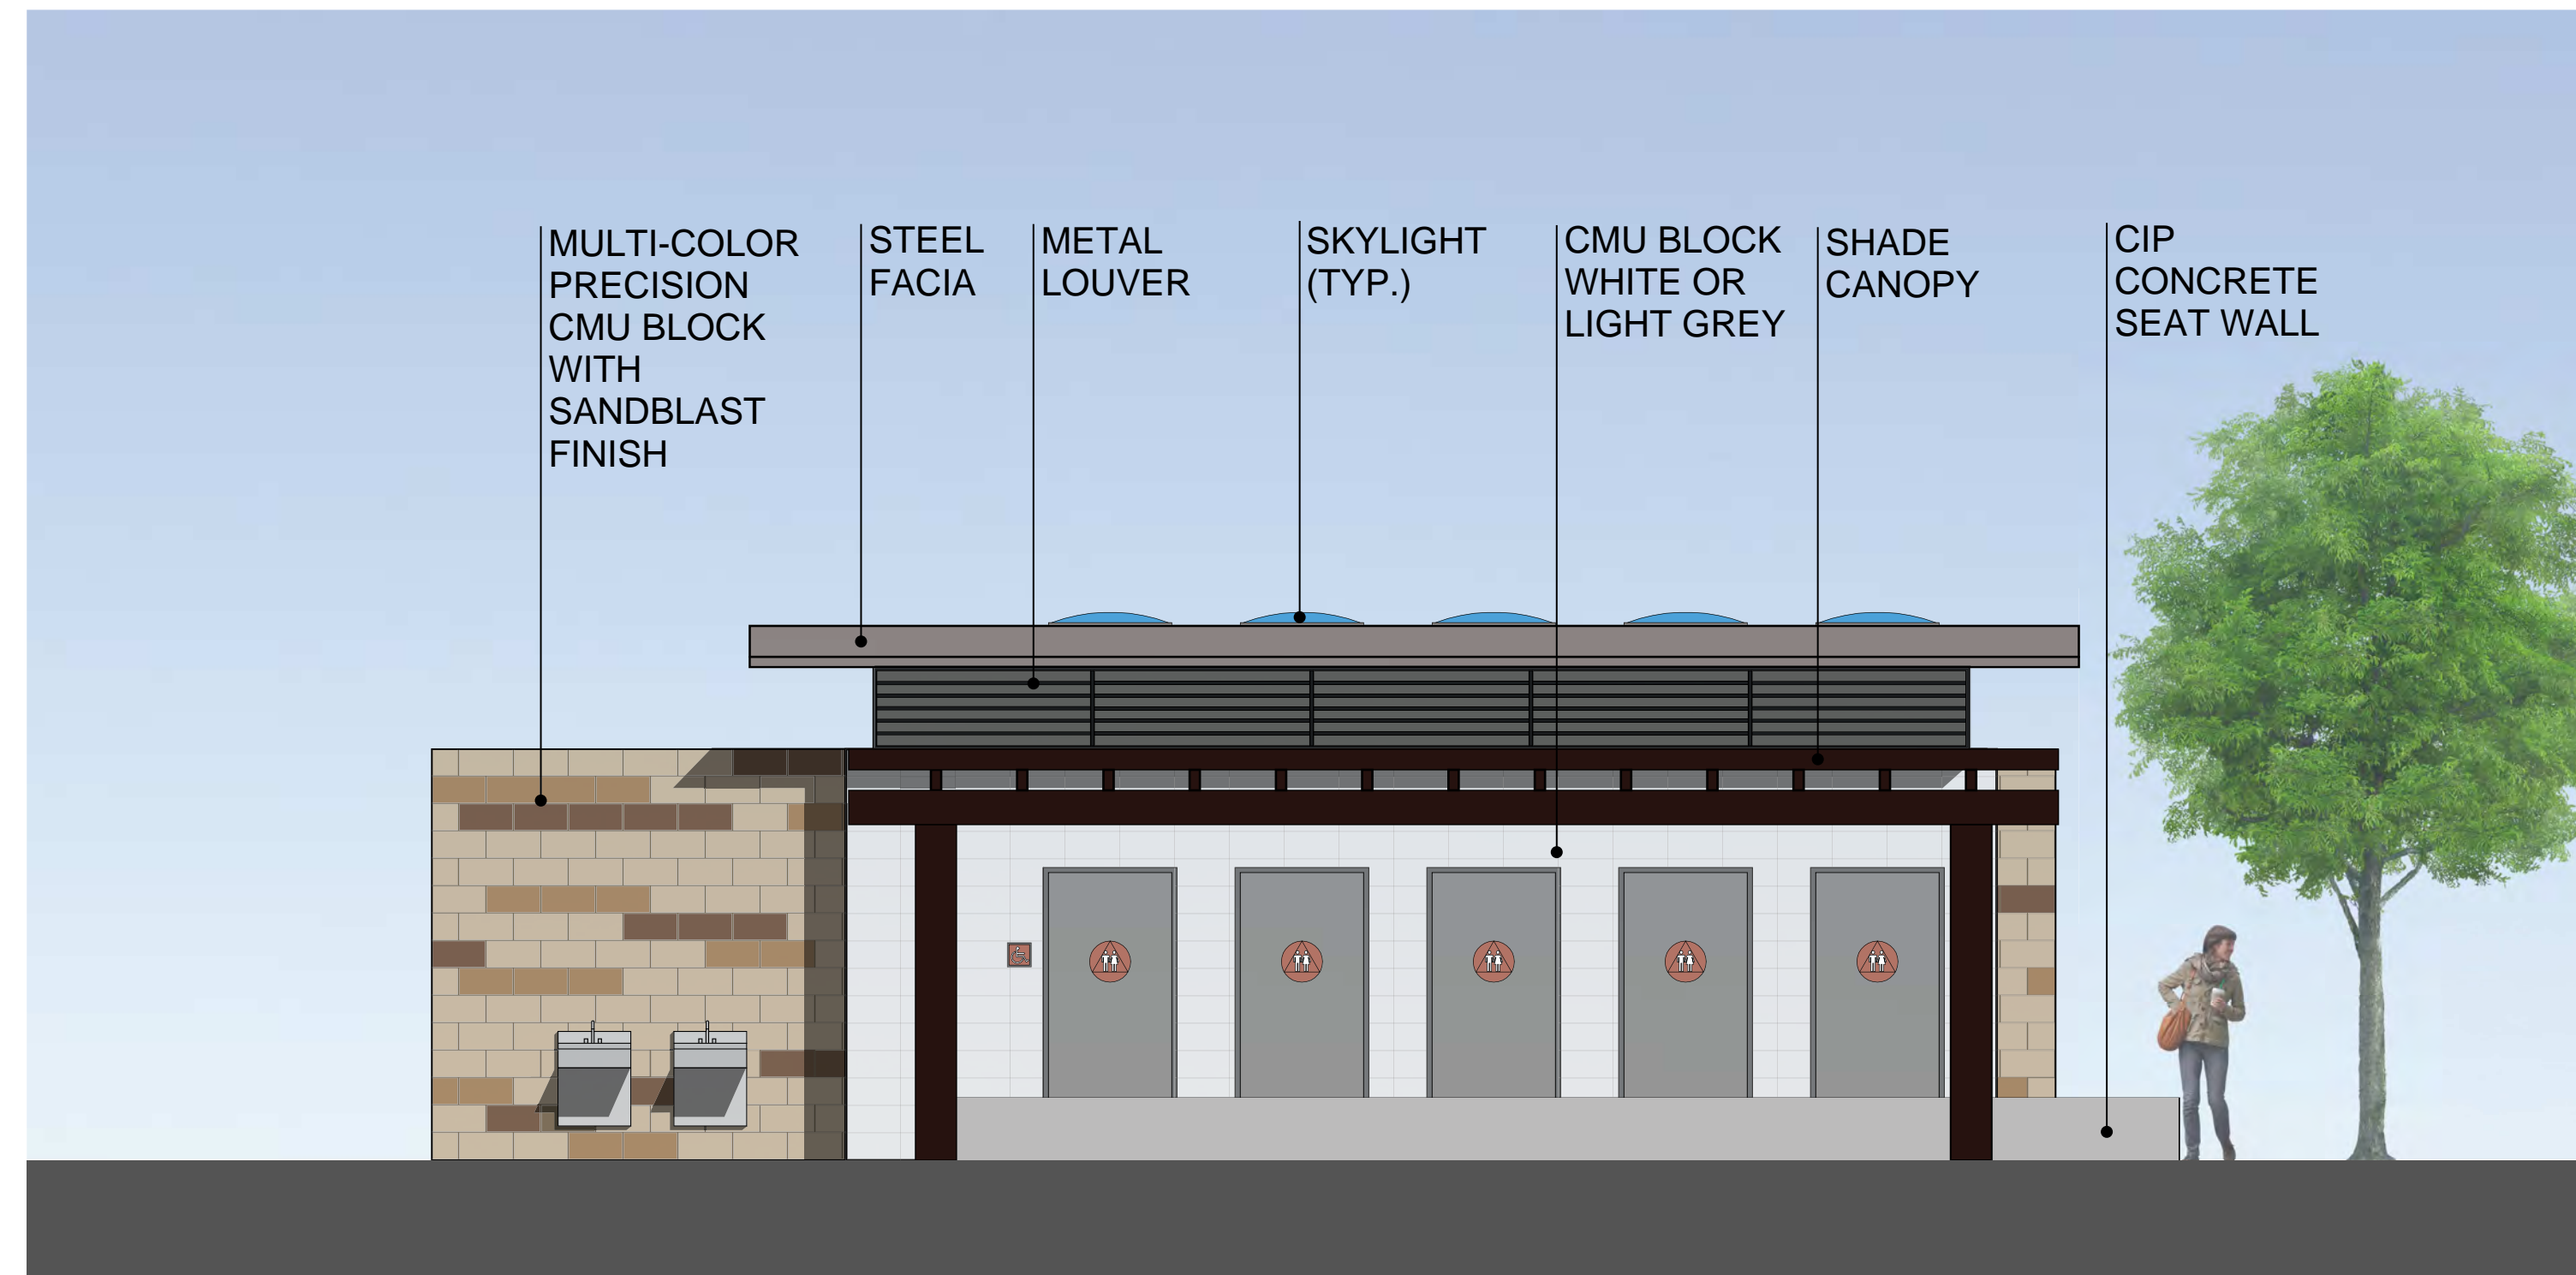 MULTI-COLOR
PRECISION
CMU BLOCK
WITH
SANDBLAST
FINISH
STEEL
FACIA
METAL
LOUVER
SKYLIGHT
(TYP.)
CMU BLOCK
WHITE OR
LIGHT GREY
SHADE
CANOPY
CIP
CONCRETE
SEAT WALL